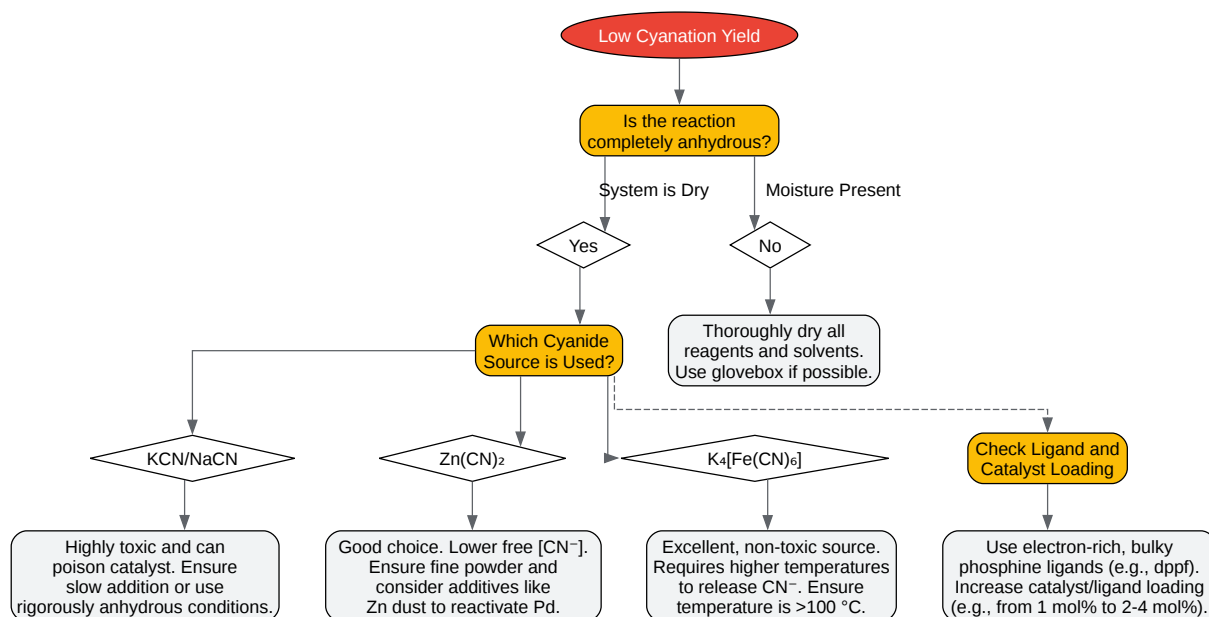 Low Cyanation Yield
Is the reaction
completely anhydrous?
System is Dry
Moisture Present
Yes
No
Which Cyanide
Source is Used?
Thoroughly dry all
reagents and solvents.
Use glovebox if possible.
KCN/NaCN
Zn(CN)₂
K₄[Fe(CN)₆]
Check Ligand and
Catalyst Loading
Highly toxic and can
poison catalyst. Ensure
slow addition or use
rigorously anhydrous conditions.
Good choice. Lower free [CN⁻].
Ensure fine powder and
consider additives like
Zn dust to reactivate Pd.
Excellent, non-toxic source.
Requires higher temperatures
to release CN⁻. Ensure
temperature is >100 °C.
Use electron-rich, bulky
phosphine ligands (e.g., dppf).
Increase catalyst/ligand loading
(e.g., from 1 mol% to 2-4 mol%).